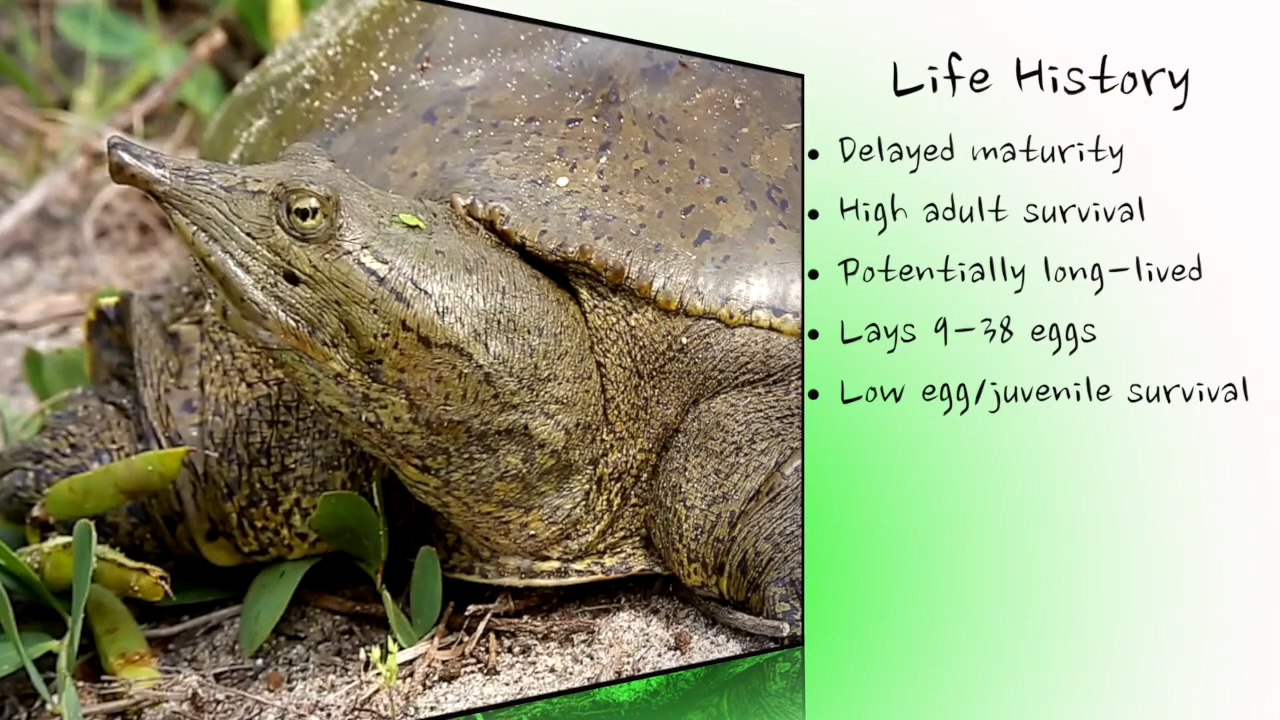 Life History
• Delayed maturity
• High adult survival
• Potentially long-lived
• Lays 9-38 eggs
• Low egg/juvenile survival